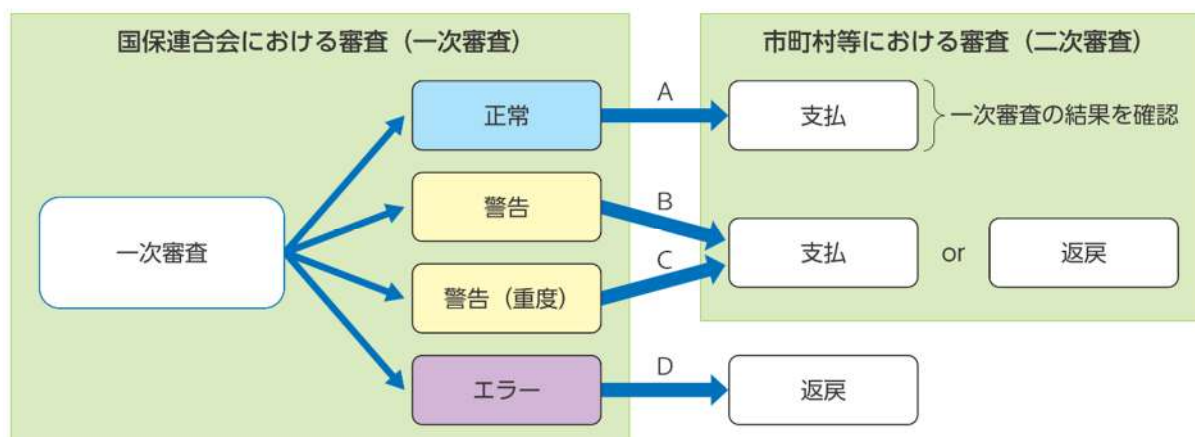 国保連合会における審査（一次審査）
市町村等における審査（二次審査）
一次審査
正常
警告
警告（重度）
エラー
A
B
C
D
支払
一次審査の結果を確認
支払 or 返戻
返戻